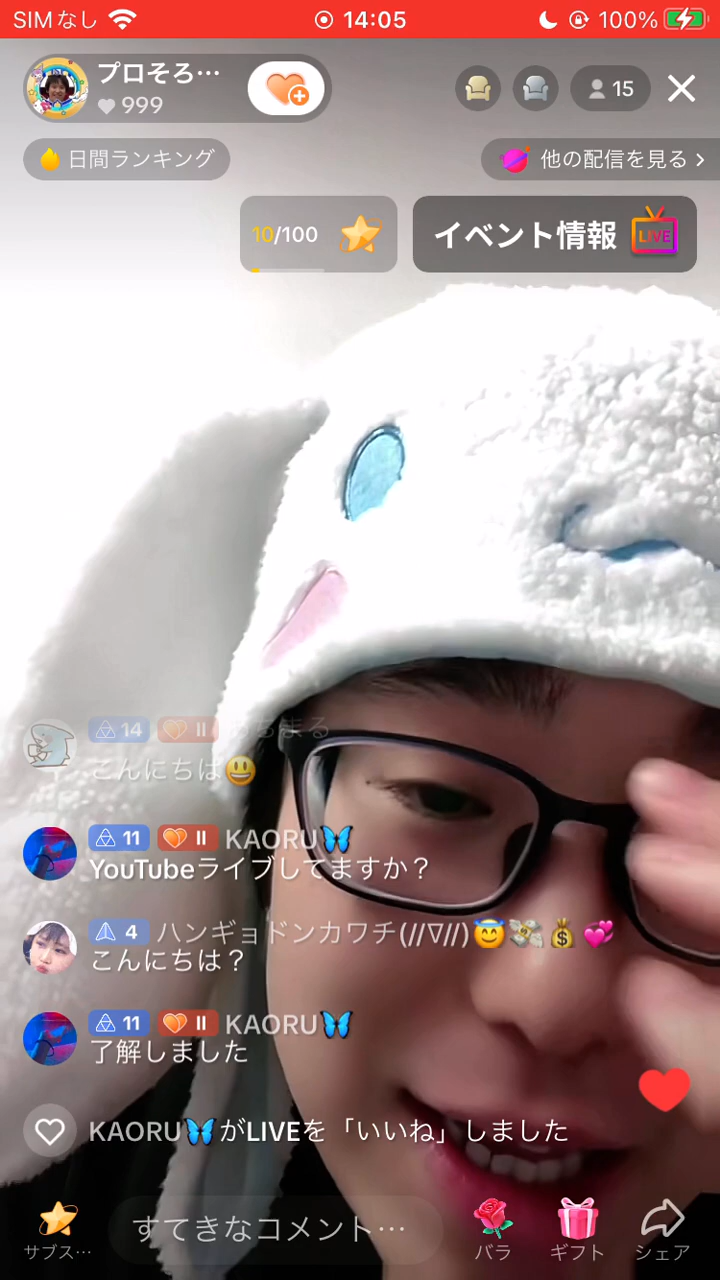 SIMなし 14:05 100%
プロそろ… 15
999
日間ランキング 他の配信を見る
10/100 イベント情報 LIVE
14 II おちまる
こんにちは😃
11 II KAORU🦋
YouTubeライブしてますか？
4 ハンギョドンカワチ(//∇//)😇💸💰💞
こんにちは？
11 II KAORU🦋
了解しました
KAORU🦋がLIVEを「いいね」しました
すてきなコメント…
サブス… バラ ギフト シェア